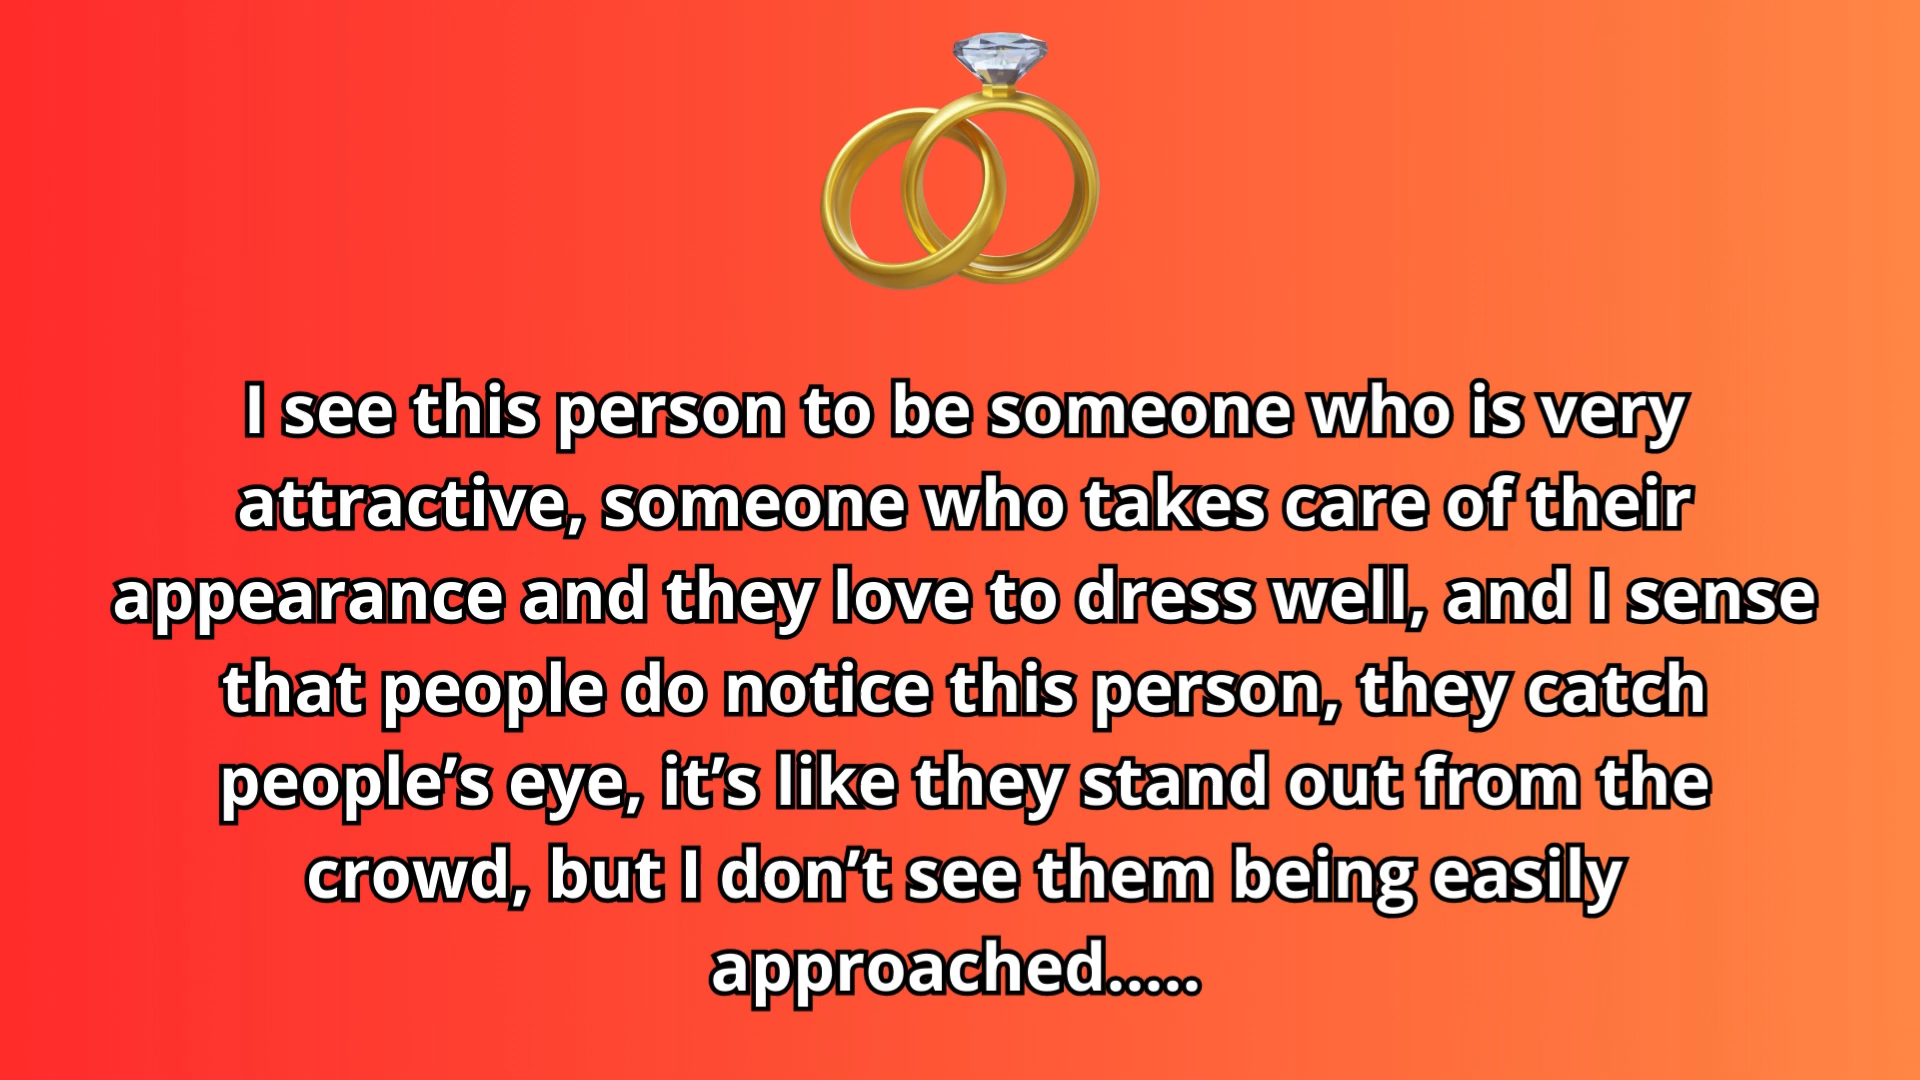 I see this person to be someone who is very
attractive, someone who takes care of their
appearance and they love to dress well, and I sense
that people do notice this person, they catch
people’s eye, it’s like they stand out from the
crowd, but I don’t see them being easily
approached.....